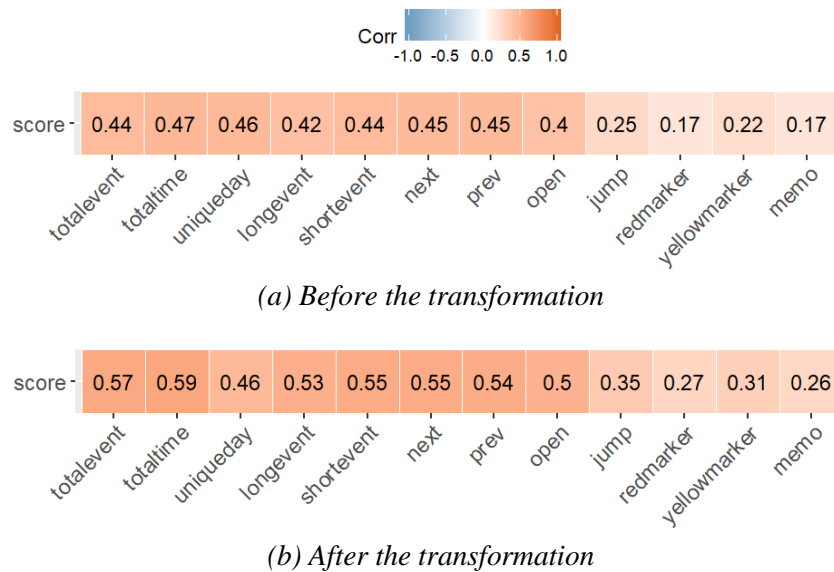 Corr
-1.0 -0.5 0.0 0.5 1.0
score 0.44 0.47 0.46 0.42 0.44 0.45 0.45 0.4 0.25 0.17 0.22 0.17
totalevent totaltime uniqueday longevent shortevent next prev open jump redmarker yellowmarker memo
(a) Before the transformation
score 0.57 0.59 0.46 0.53 0.55 0.55 0.54 0.5 0.35 0.27 0.31 0.26
totalevent totaltime uniqueday longevent shortevent next prev open jump redmarker yellowmarker memo
(b) After the transformation